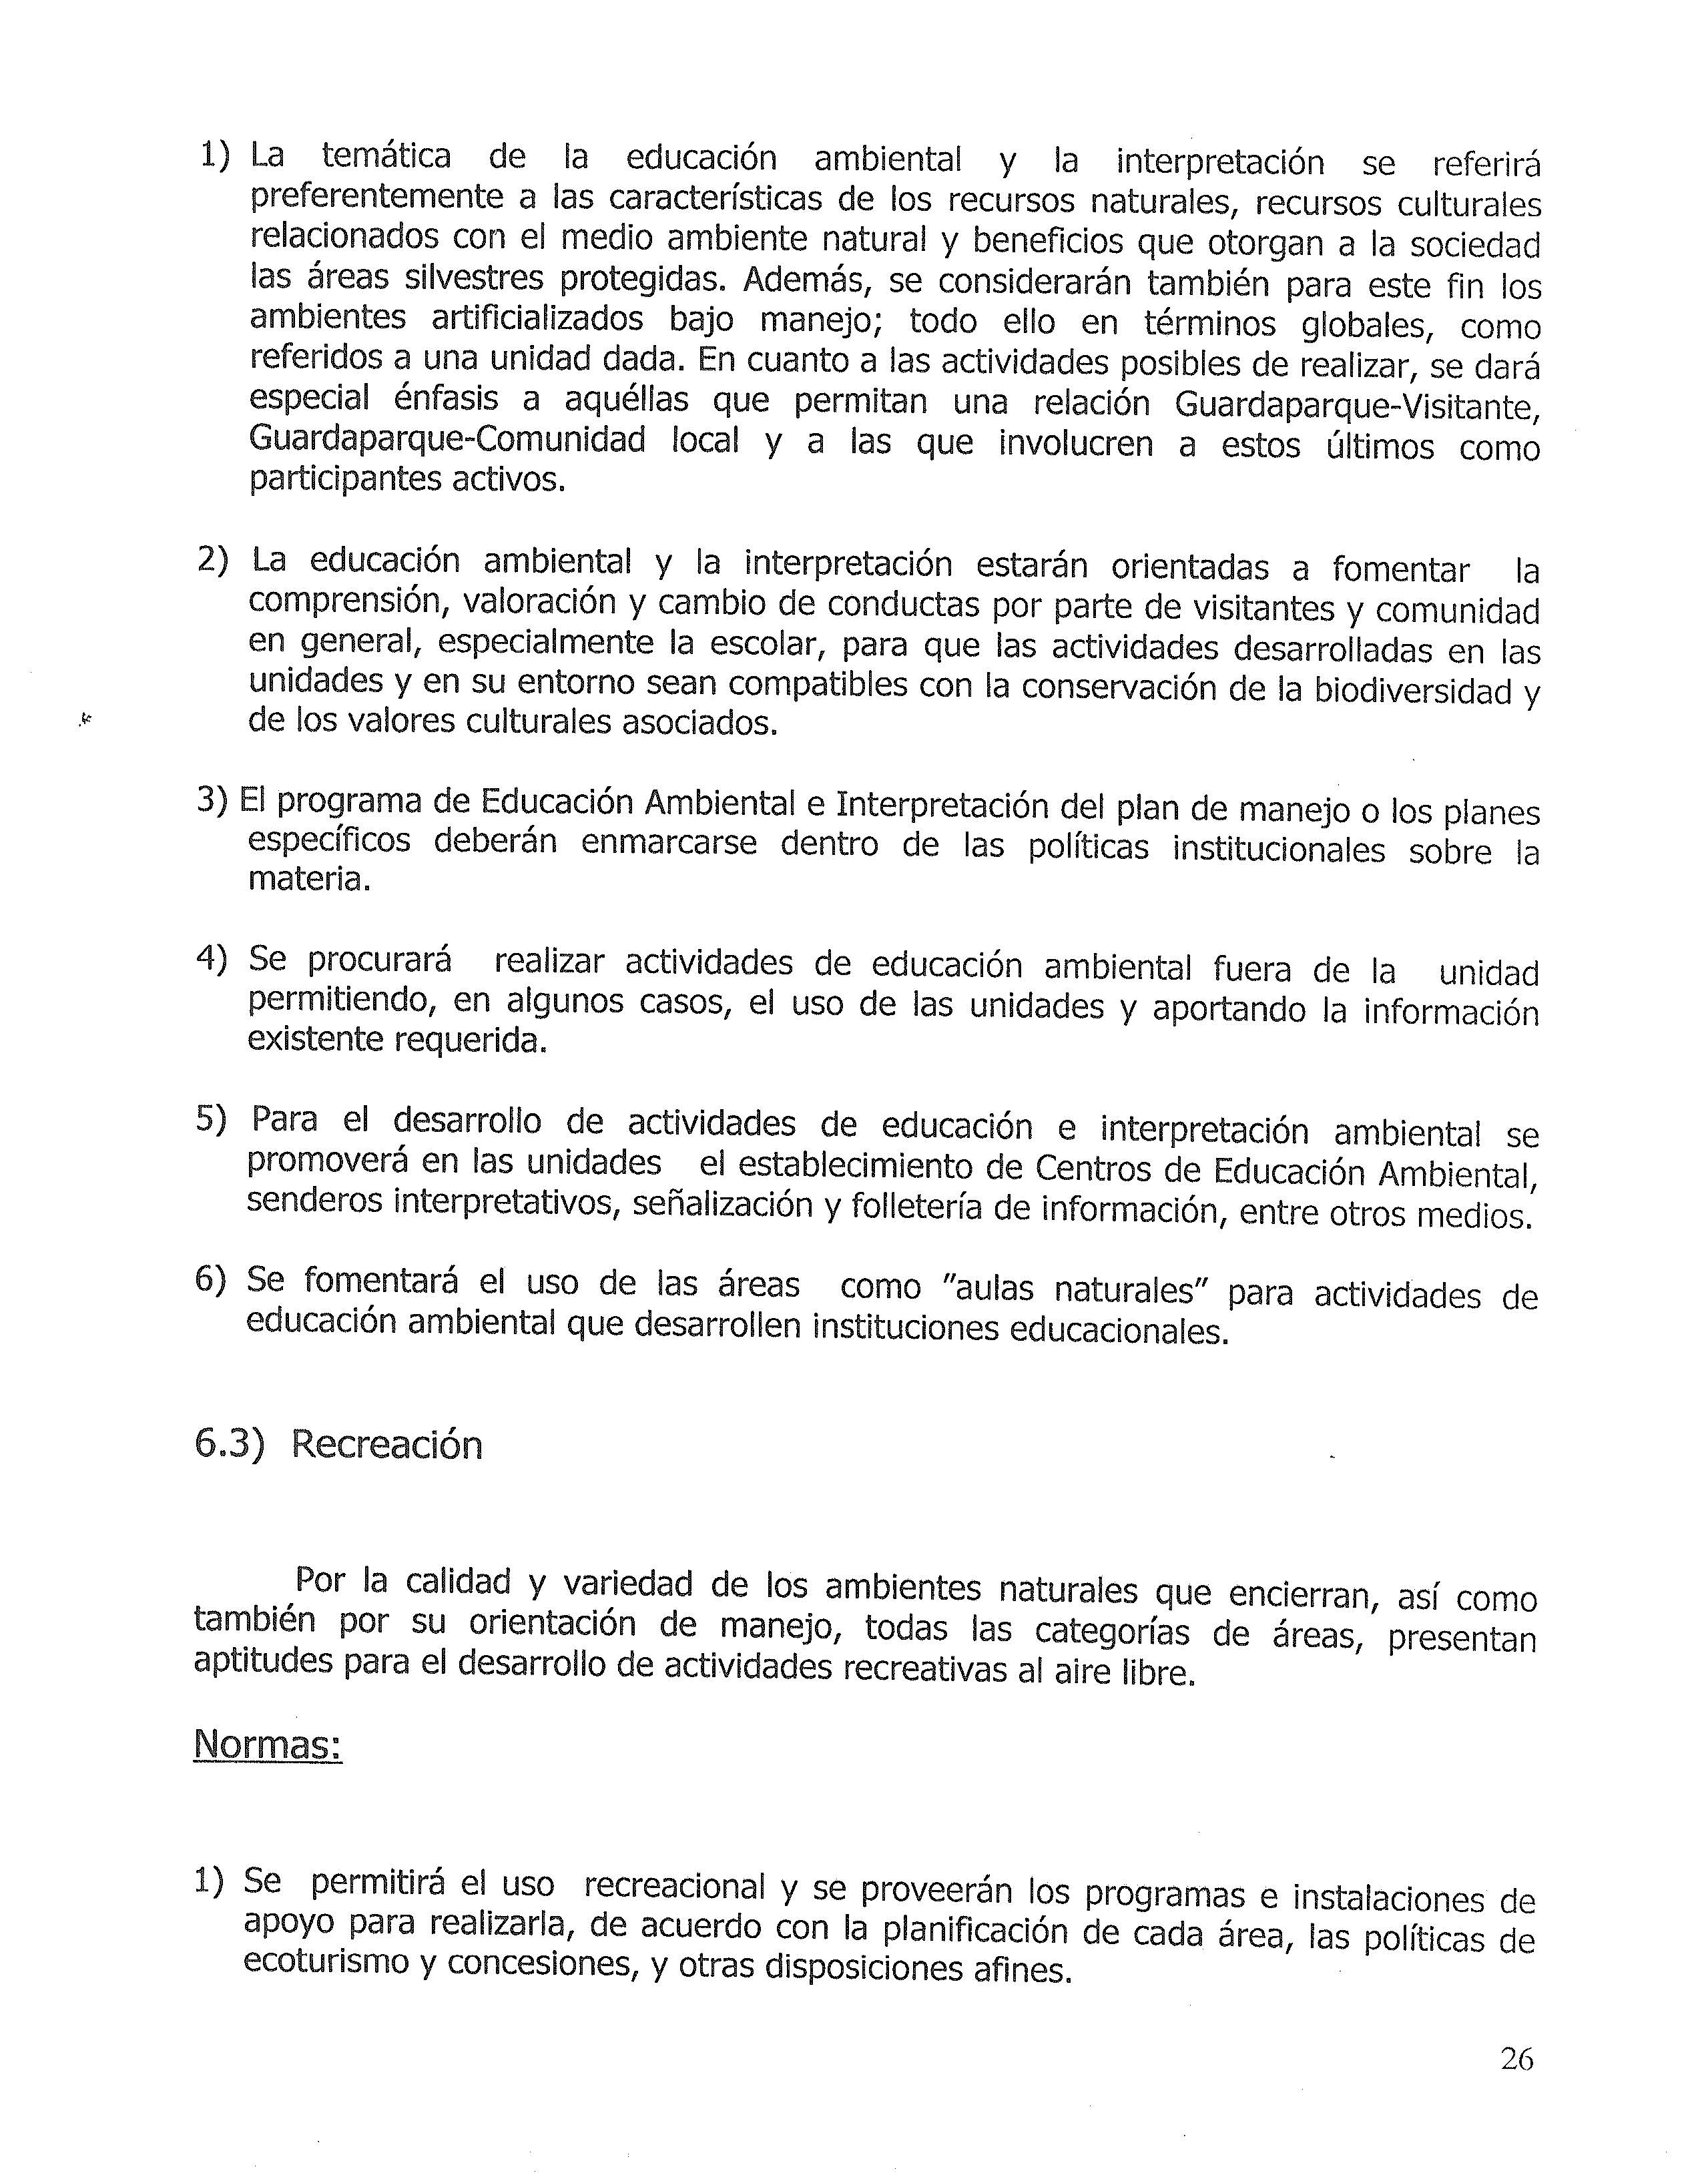 1) La temática de la educación ambiental y la interpretación se referirá
preferentemente a las características de los recursos naturales, recursos culturales
relacionados con el medio ambiente natural y beneficios que otorgan a la sociedad
las áreas silvestres protegidas. Además, se considerarán también para este fin los
ambientes artificializados bajo manejo; todo ello en términos globales, como
referidos a una unidad dada. En cuanto a las actividades posibles de realizar, se dará
especial énfasis a aquéllas que permitan una relación Guardaparque-Visitante,
Guardaparque-Comunidad local y a las que involucren a estos últimos como
participantes activos.
2) La educación ambiental y la interpretación estarán orientadas a fomentar la
comprensión, valoración y cambio de conductas por parte de visitantes y comunidad
en general, especialmente la escolar, para que las actividades desarrolladas en las
unidades y en su entorno sean compatibles con la conservación de la biodiversidad y
de los valores culturales asociados.
3) El programa de Educación Ambiental e Interpretación del plan de manejo o los planes
específicos deberán enmarcarse dentro de las políticas institucionales sobre la
materia.
4) Se procurará realizar actividades de educación ambiental fuera de la unidad
permitiendo, en algunos casos, el uso de las unidades y aportando la información
existente requerida.
5) Para el desarrollo de actividades de educación e interpretación ambiental se
promoverá en las unidades el establecimiento de Centros de Educación Ambiental,
senderos interpretativos, señalización y folletería de información, entre otros medios.
6) Se fomentará el uso de las áreas como "aulas naturales" para actividades de
educación ambiental que desarrollen instituciones educacionales.
6.3) Recreación
Por la calidad y variedad de los ambientes naturales que encierran, así como
también por su orientación de manejo, todas las categorías de áreas, presentan
aptitudes para el desarrollo de actividades recreativas al aire libre.
Normas:
1) Se permitirá el uso recreacional y se proveerán los programas e instalaciones de
apoyo para realizarla, de acuerdo con la planificación de cada área, las políticas de
ecoturismo y concesiones, y otras disposiciones afines.
26